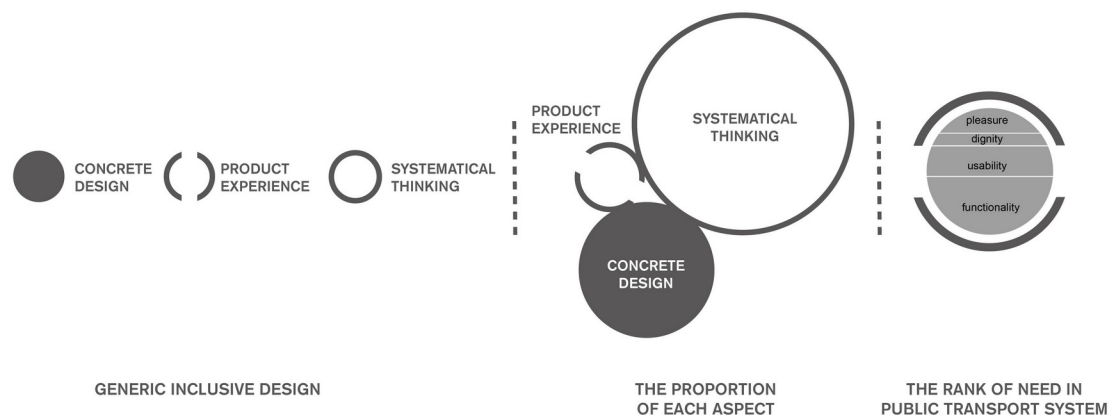 CONCRETE
DESIGN
PRODUCT
EXPERIENCE
SYSTEMATICAL
THINKING
GENERIC INCLUSIVE DESIGN
PRODUCT
EXPERIENCE
SYSTEMATICAL
THINKING
CONCRETE
DESIGN
THE PROPORTION
OF EACH ASPECT
pleasure
dignity
usability
functionality
THE RANK OF NEED IN
PUBLIC TRANSPORT SYSTEM